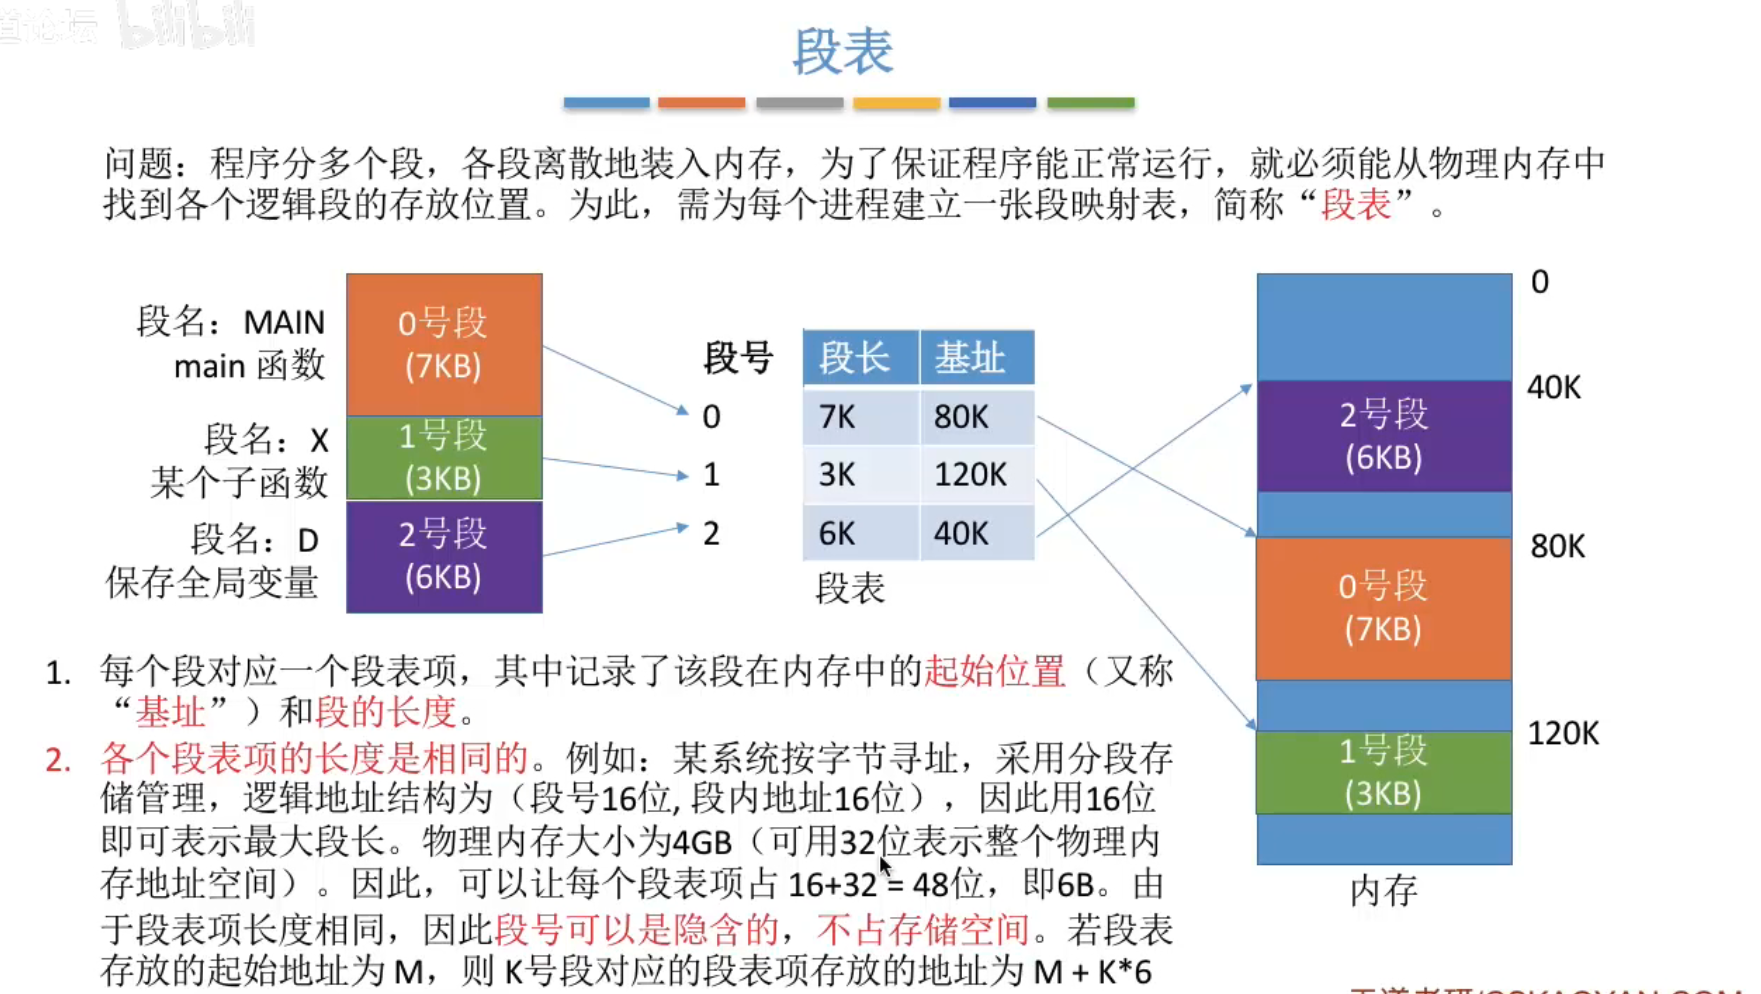 bilibili
段表
问题：程序分多个段，各段离散地装入内存，为了保证程序能正常运行，就必须能从物理内存中
找到各个逻辑段的存放位置。为此，需为每个进程建立一张段映射表，简称“段表”。
段名：MAIN
main 函数
段名：X
某个子函数
段名：D
保存全局变量
0号段
(7KB)
1号段
(3KB)
2号段
(6KB)
段号 段长 基址
0 7K 80K
1 3K 120K
2 6K 40K
段表
0
40K
2号段
(6KB)
80K
0号段
(7KB)
120K
1号段
(3KB)
内存
1. 每个段对应一个段表项，其中记录了该段在内存中的起始位置（又称
“基址”）和段的长度。
2. 各个段表项的长度是相同的。例如：某系统按字节寻址，采用分段存
储管理，逻辑地址结构为（段号16位, 段内地址16位），因此用16位
即可表示最大段长。物理内存大小为4GB（可用32位表示整个物理内
存地址空间）。因此，可以让每个段表项占 16+32 = 48位，即6B。由
于段表项长度相同，因此段号可以是隐含的，不占存储空间。若段表
存放的起始地址为 M，则 K号段对应的段表项存放的地址为 M + K*6